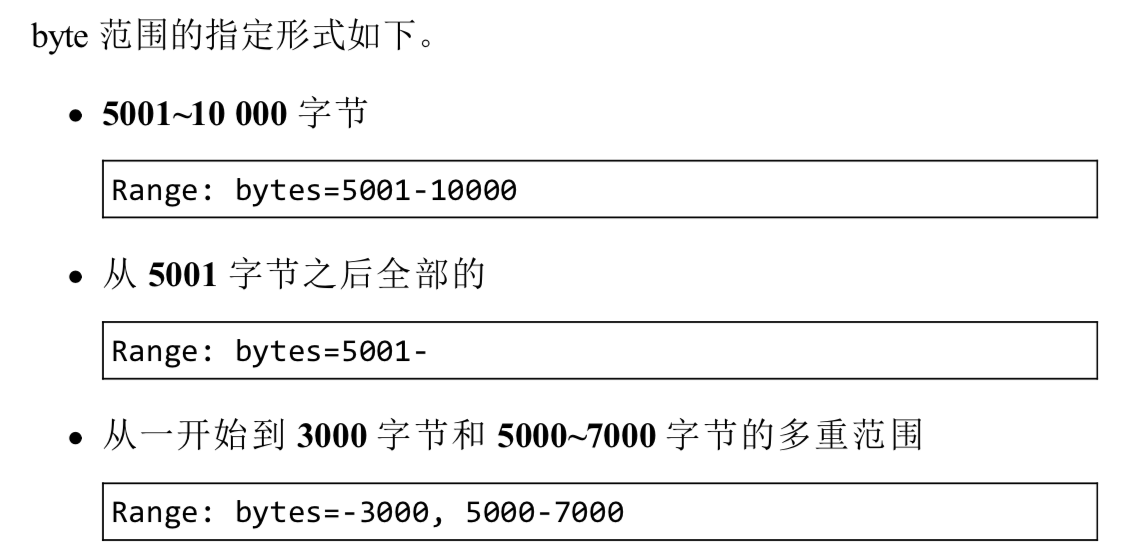 byte 范围的指定形式如下。
• 5001~10 000 字节
Range: bytes=5001-10000
• 从 5001 字节之后全部的
Range: bytes=5001-
• 从一开始到 3000 字节和 5000~7000 字节的多重范围
Range: bytes=-3000, 5000-7000